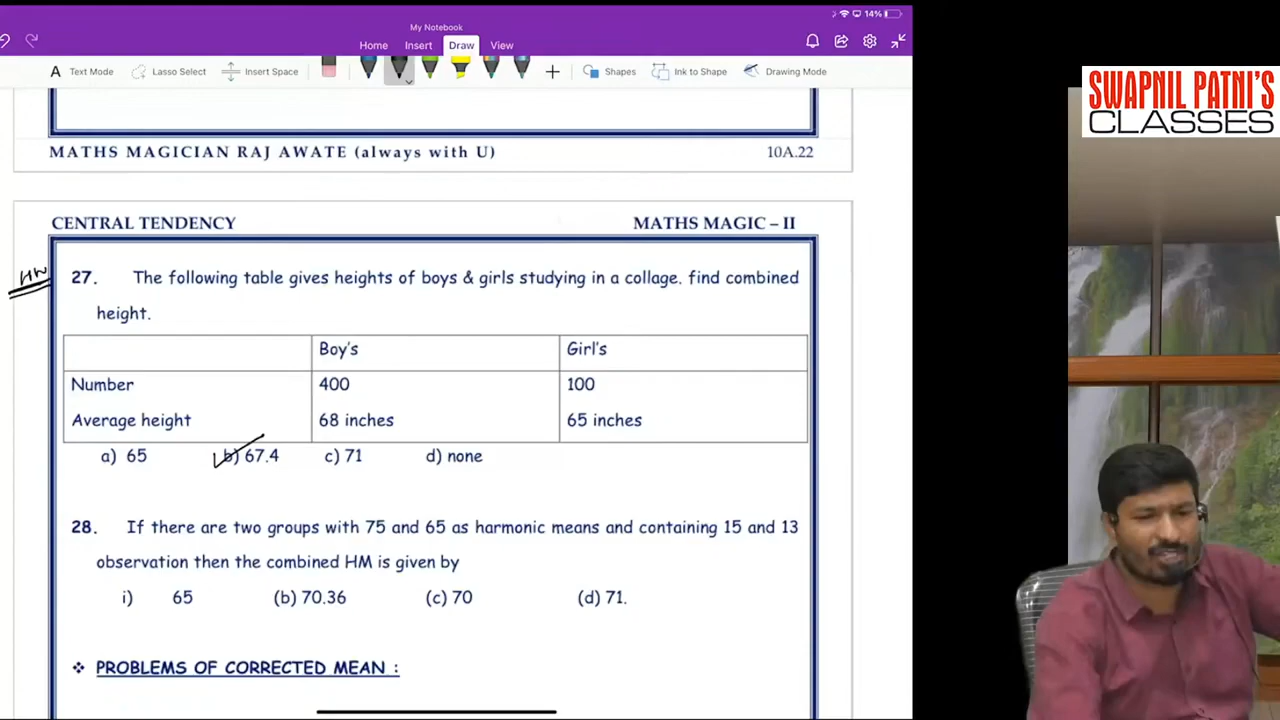 My Notebook
14%
Home Insert Draw View
A Text Mode Lasso Select Insert Space Shapes Ink to Shape Drawing Mode
SWAPNIL PATNI'S
CLASSES
MATHS MAGICIAN RAJ AWATE (always with U) 10A.22
CENTRAL TENDENCY MATHS MAGIC – II
HW
27. The following table gives heights of boys & girls studying in a collage. find combined
height.
Boy's Girl's
Number 400 100
Average height 68 inches 65 inches
a) 65 b) 67.4 c) 71 d) none
28. If there are two groups with 75 and 65 as harmonic means and containing 15 and 13
observation then the combined HM is given by
i) 65 (b) 70.36 (c) 70 (d) 71.
❖ PROBLEMS OF CORRECTED MEAN :